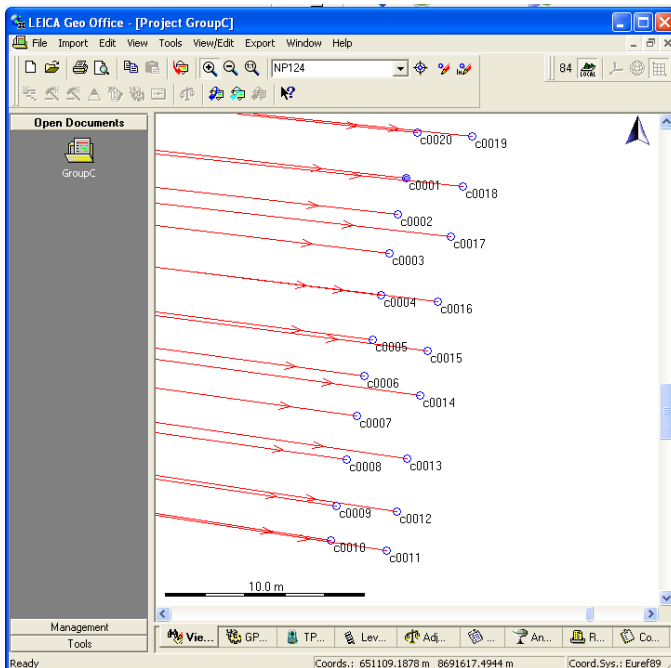 LEICA Geo Office - [Project GroupC]
File Import Edit View Tools View/Edit Export Window Help
NP124
84
LOCAL
Open Documents
GroupC
c0020
c0019
c0001
c0018
c0002
c0017
c0003
c0004
c0016
c0005
c0015
c0006
c0014
c0007
c0008
c0013
c0009
c0012
c0010
c0011
10.0 m
Management
Tools
Vie... GP... TP... Lev... Adj... ... An... R... Co...
Ready Coords.: 651109.1878 m 8691617.4944 m Coord.Sys.: Euref89